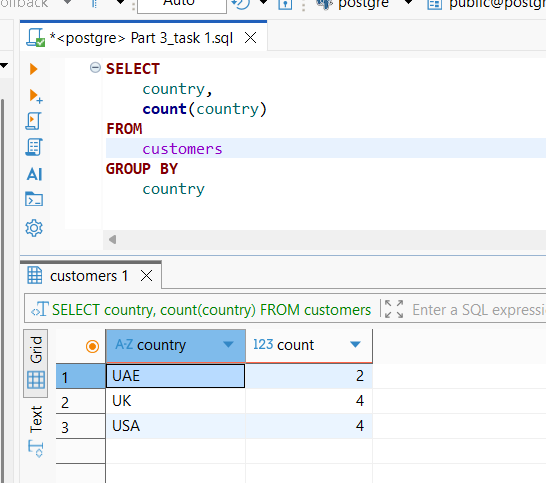 ollback
Auto
postgre
public@postgr
*<postgre> Part 3_task 1.sql
SELECT
country,
count(country)
FROM
customers
GROUP BY
country
AI
customers 1
SELECT country, count(country) FROM customers
Enter a SQL expressi
Grid
Text
A-Z country
123 count
1 UAE 2
2 UK 4
3 USA 4